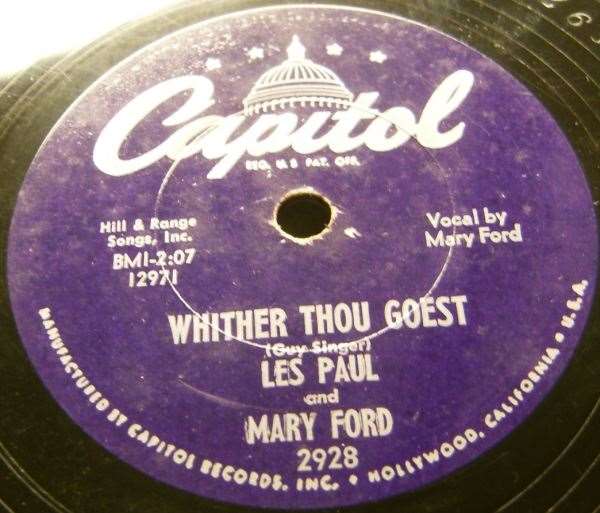 Capitol
REG. U.S. PAT. OFF.
Hill & Range
Songs, Inc.
BMI-2:07
12971
Vocal by
Mary Ford
WHITHER THOU GOEST
(Guy Singer)
LES PAUL
and
MARY FORD
2928
MANUFACTURED BY CAPITOL RECORDS, INC. • HOLLYWOOD, CALIFORNIA • U.S.A.